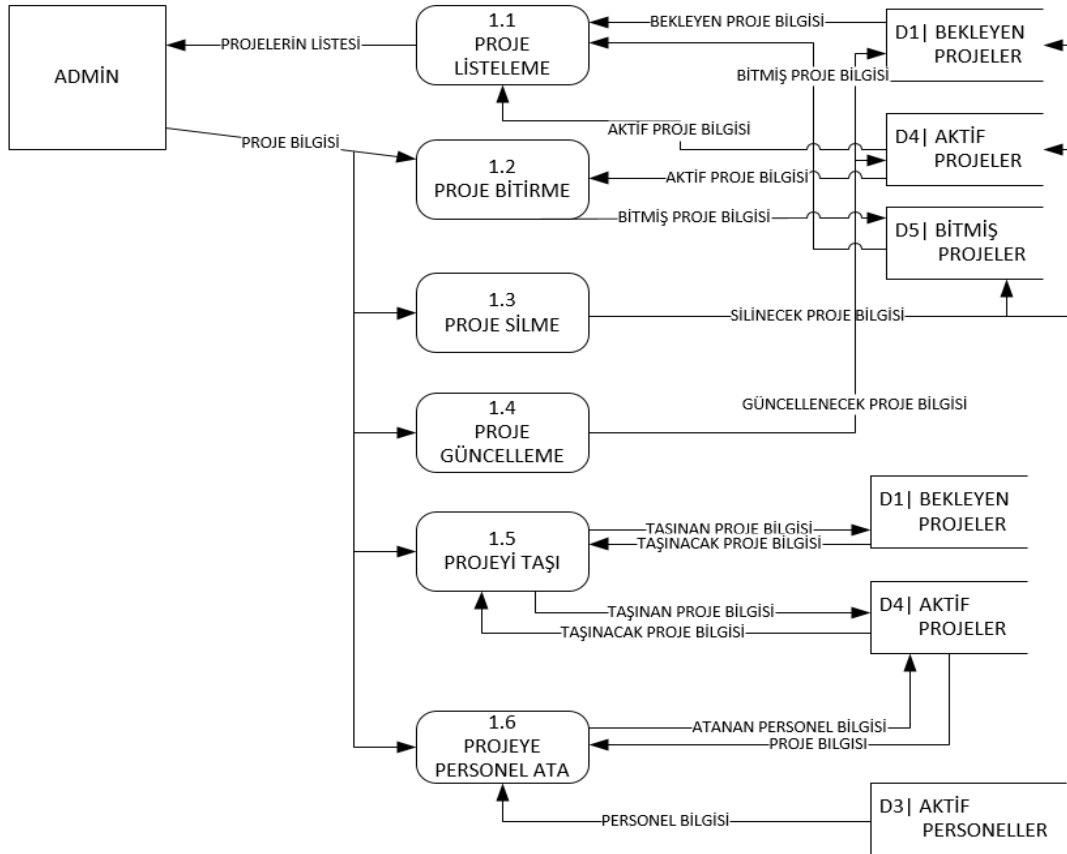 ADMİN
PROJELERİN LİSTESİ
PROJE BİLGİSİ
1.1
PROJE
LİSTELEME
BEKLEYEN PROJE BİLGİSİ
D1| BEKLEYEN
PROJELER
BİTMİŞ PROJE BİLGİSİ
AKTİF PROJE BİLGİSİ
D4| AKTİF
PROJELER
1.2
PROJE BİTİRME
AKTİF PROJE BİLGİSİ
BİTMİŞ PROJE BİLGİSİ
D5| BİTMİŞ
PROJELER
1.3
PROJE SİLME
SİLİNECEK PROJE BİLGİSİ
1.4
PROJE
GÜNCELLEME
GÜNCELLENECEK PROJE BİLGİSİ
1.5
PROJEYİ TAŞI
TASINAN PROJE BİLGİSİ
TAŞINACAK PROJE BİLGİSİ
D1| BEKLEYEN
PROJELER
TAŞINAN PROJE BİLGİSİ
TAŞINACAK PROJE BİLGİSİ
D4| AKTİF
PROJELER
1.6
PROJEYE
PERSONEL ATA
ATANAN PERSONEL BİLGİSİ
PROJE BİLGISI
PERSONEL BİLGİSİ
D3| AKTİF
PERSONELLER